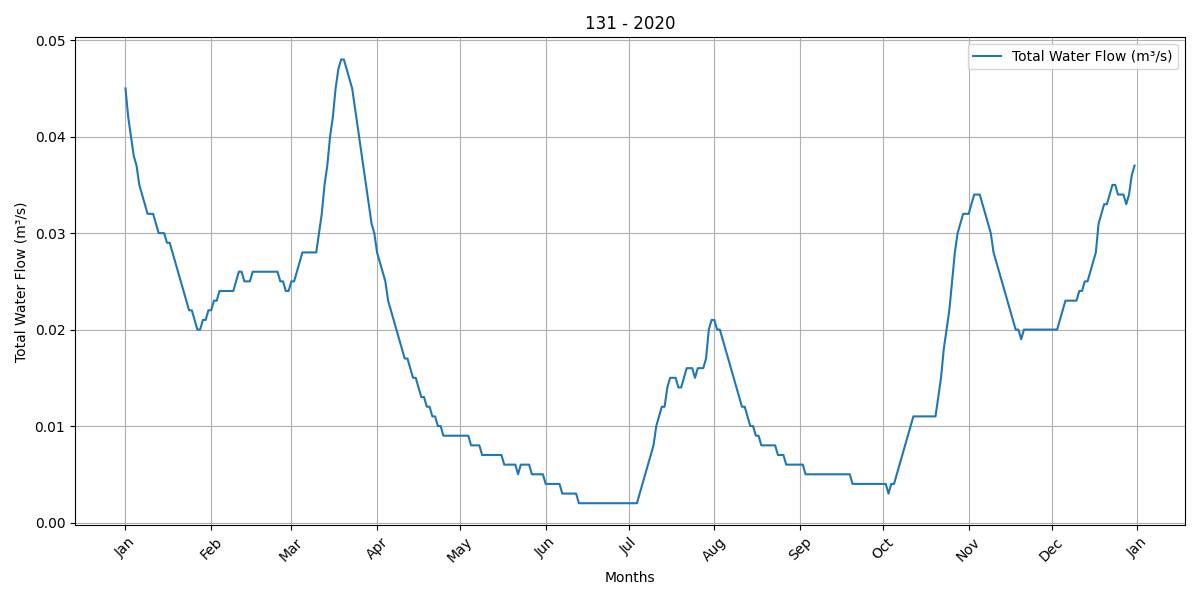 131 - 2020
Total Water Flow (m³/s)
Total Water Flow (m³/s)
0.05
0.04
0.03
0.02
0.01
0.00
Jan
Feb
Mar
Apr
May
Jun
Jul
Aug
Sep
Oct
Nov
Dec
Jan
Months